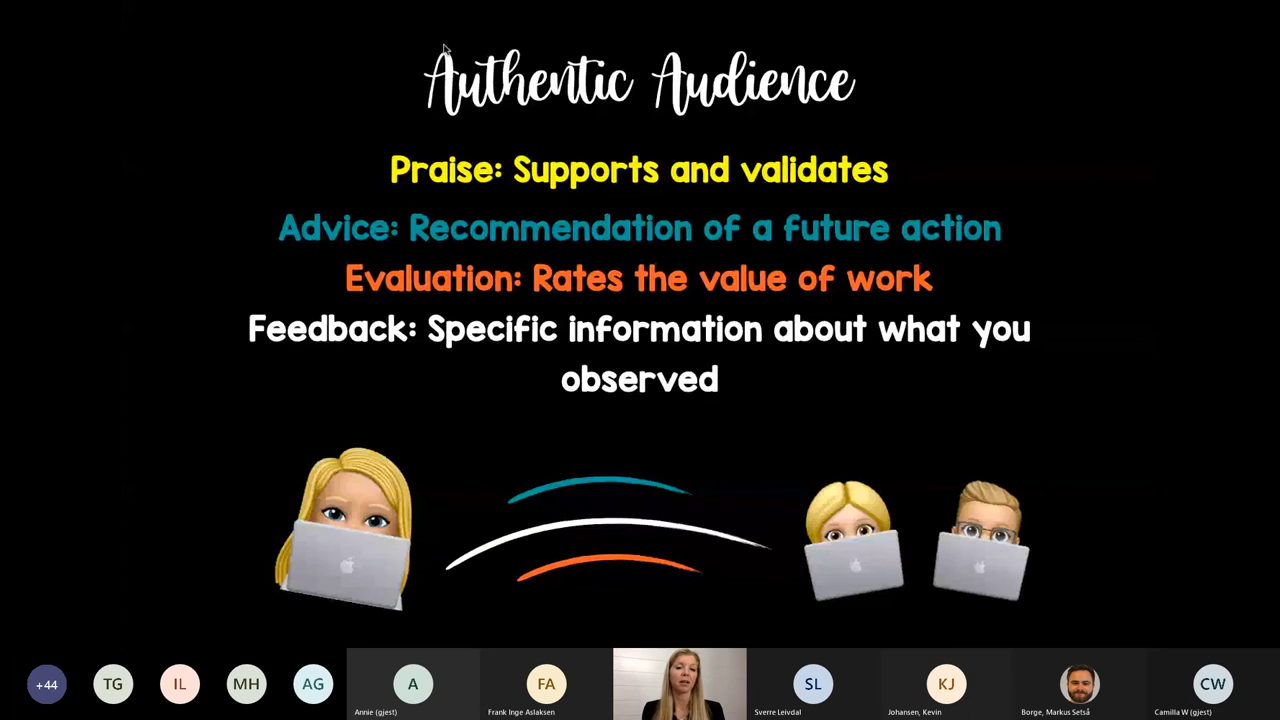 Authentic Audience
Praise: Supports and validates
Advice: Recommendation of a future action
Evaluation: Rates the value of work
Feedback: Specific information about what you
observed
+44
TG
IL
MH
AG
A
FA
SL
KJ
CW
Annie (gjest)
Frank Inge Aslaksen
Sverre Leivdal
Johansen, Kevin
Borge, Markus Setså
Camilla W (gjest)